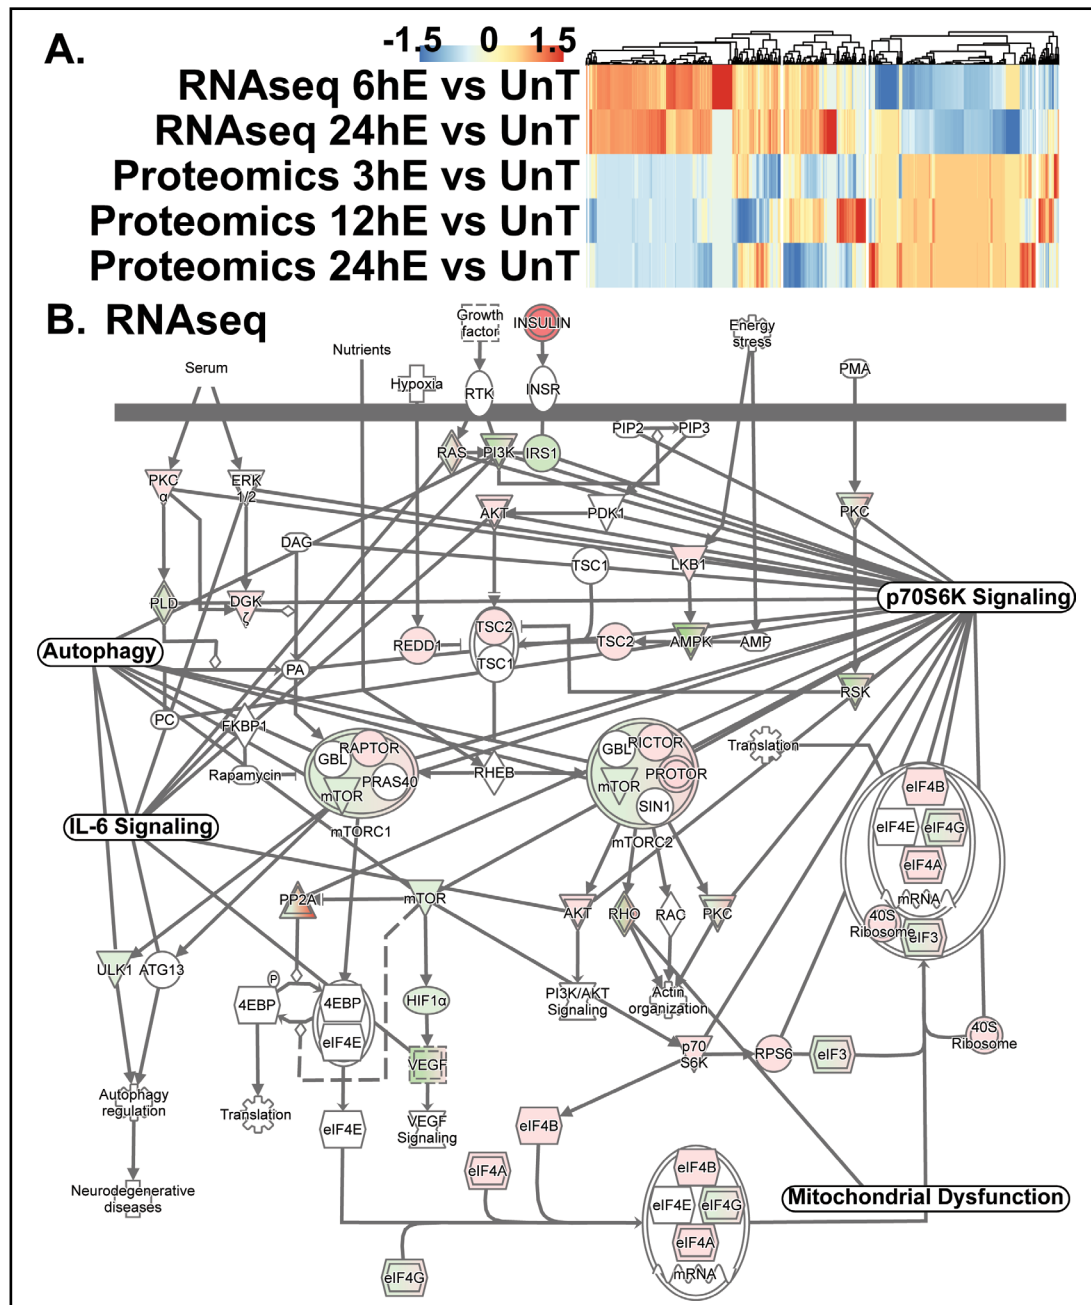 A.
-1.5 0 1.5
RNAseq 6hE vs UnT
RNAseq 24hE vs UnT
Proteomics 3hE vs UnT
Proteomics 12hE vs UnT
Proteomics 24hE vs UnT
B. RNAseq
Growth
factor
INSULIN
Energy
stress
Nutrients
Serum
Hypoxia
RTK
INSR
PMA
PIP2
PIP3
RAS
PI3K
IRS1
PKC
α
ERK
1/2
AKT
PDK1
PKC
DAG
TSC1
LKB1
p70S6K Signaling
PLD
DGK
ζ
REDD1
TSC2
TSC1
TSC2
AMPK
AMP
Autophagy
PA
RSK
PC
FKBP1
Rapamycin
GBL
RAPTOR
PRAS40
mTOR
mTORC1
RHEB
GBL
RICTOR
mTOR
PROTOR
SIN1
mTORC2
Translation
eIF4B
eIF4E
eIF4G
eIF4A
mRNA
40S
Ribosome
eIF3
IL-6 Signaling
PP2A
mTOR
AKT
RHO
RAC
PKC
ULK1
ATG13
P
4EBP
4EBP
eIF4E
HIF1α
PI3K/AKT
Signaling
Actin
organization
p70
S6K
RPS6
eIF3
40S
Ribosome
VEGF
Autophagy
regulation
Translation
eIF4E
VEGF
Signaling
eIF4B
Neurodegenerative
diseases
eIF4A
eIF4B
eIF4E
eIF4G
eIF4A
mRNA
Mitochondrial Dysfunction
eIF4G